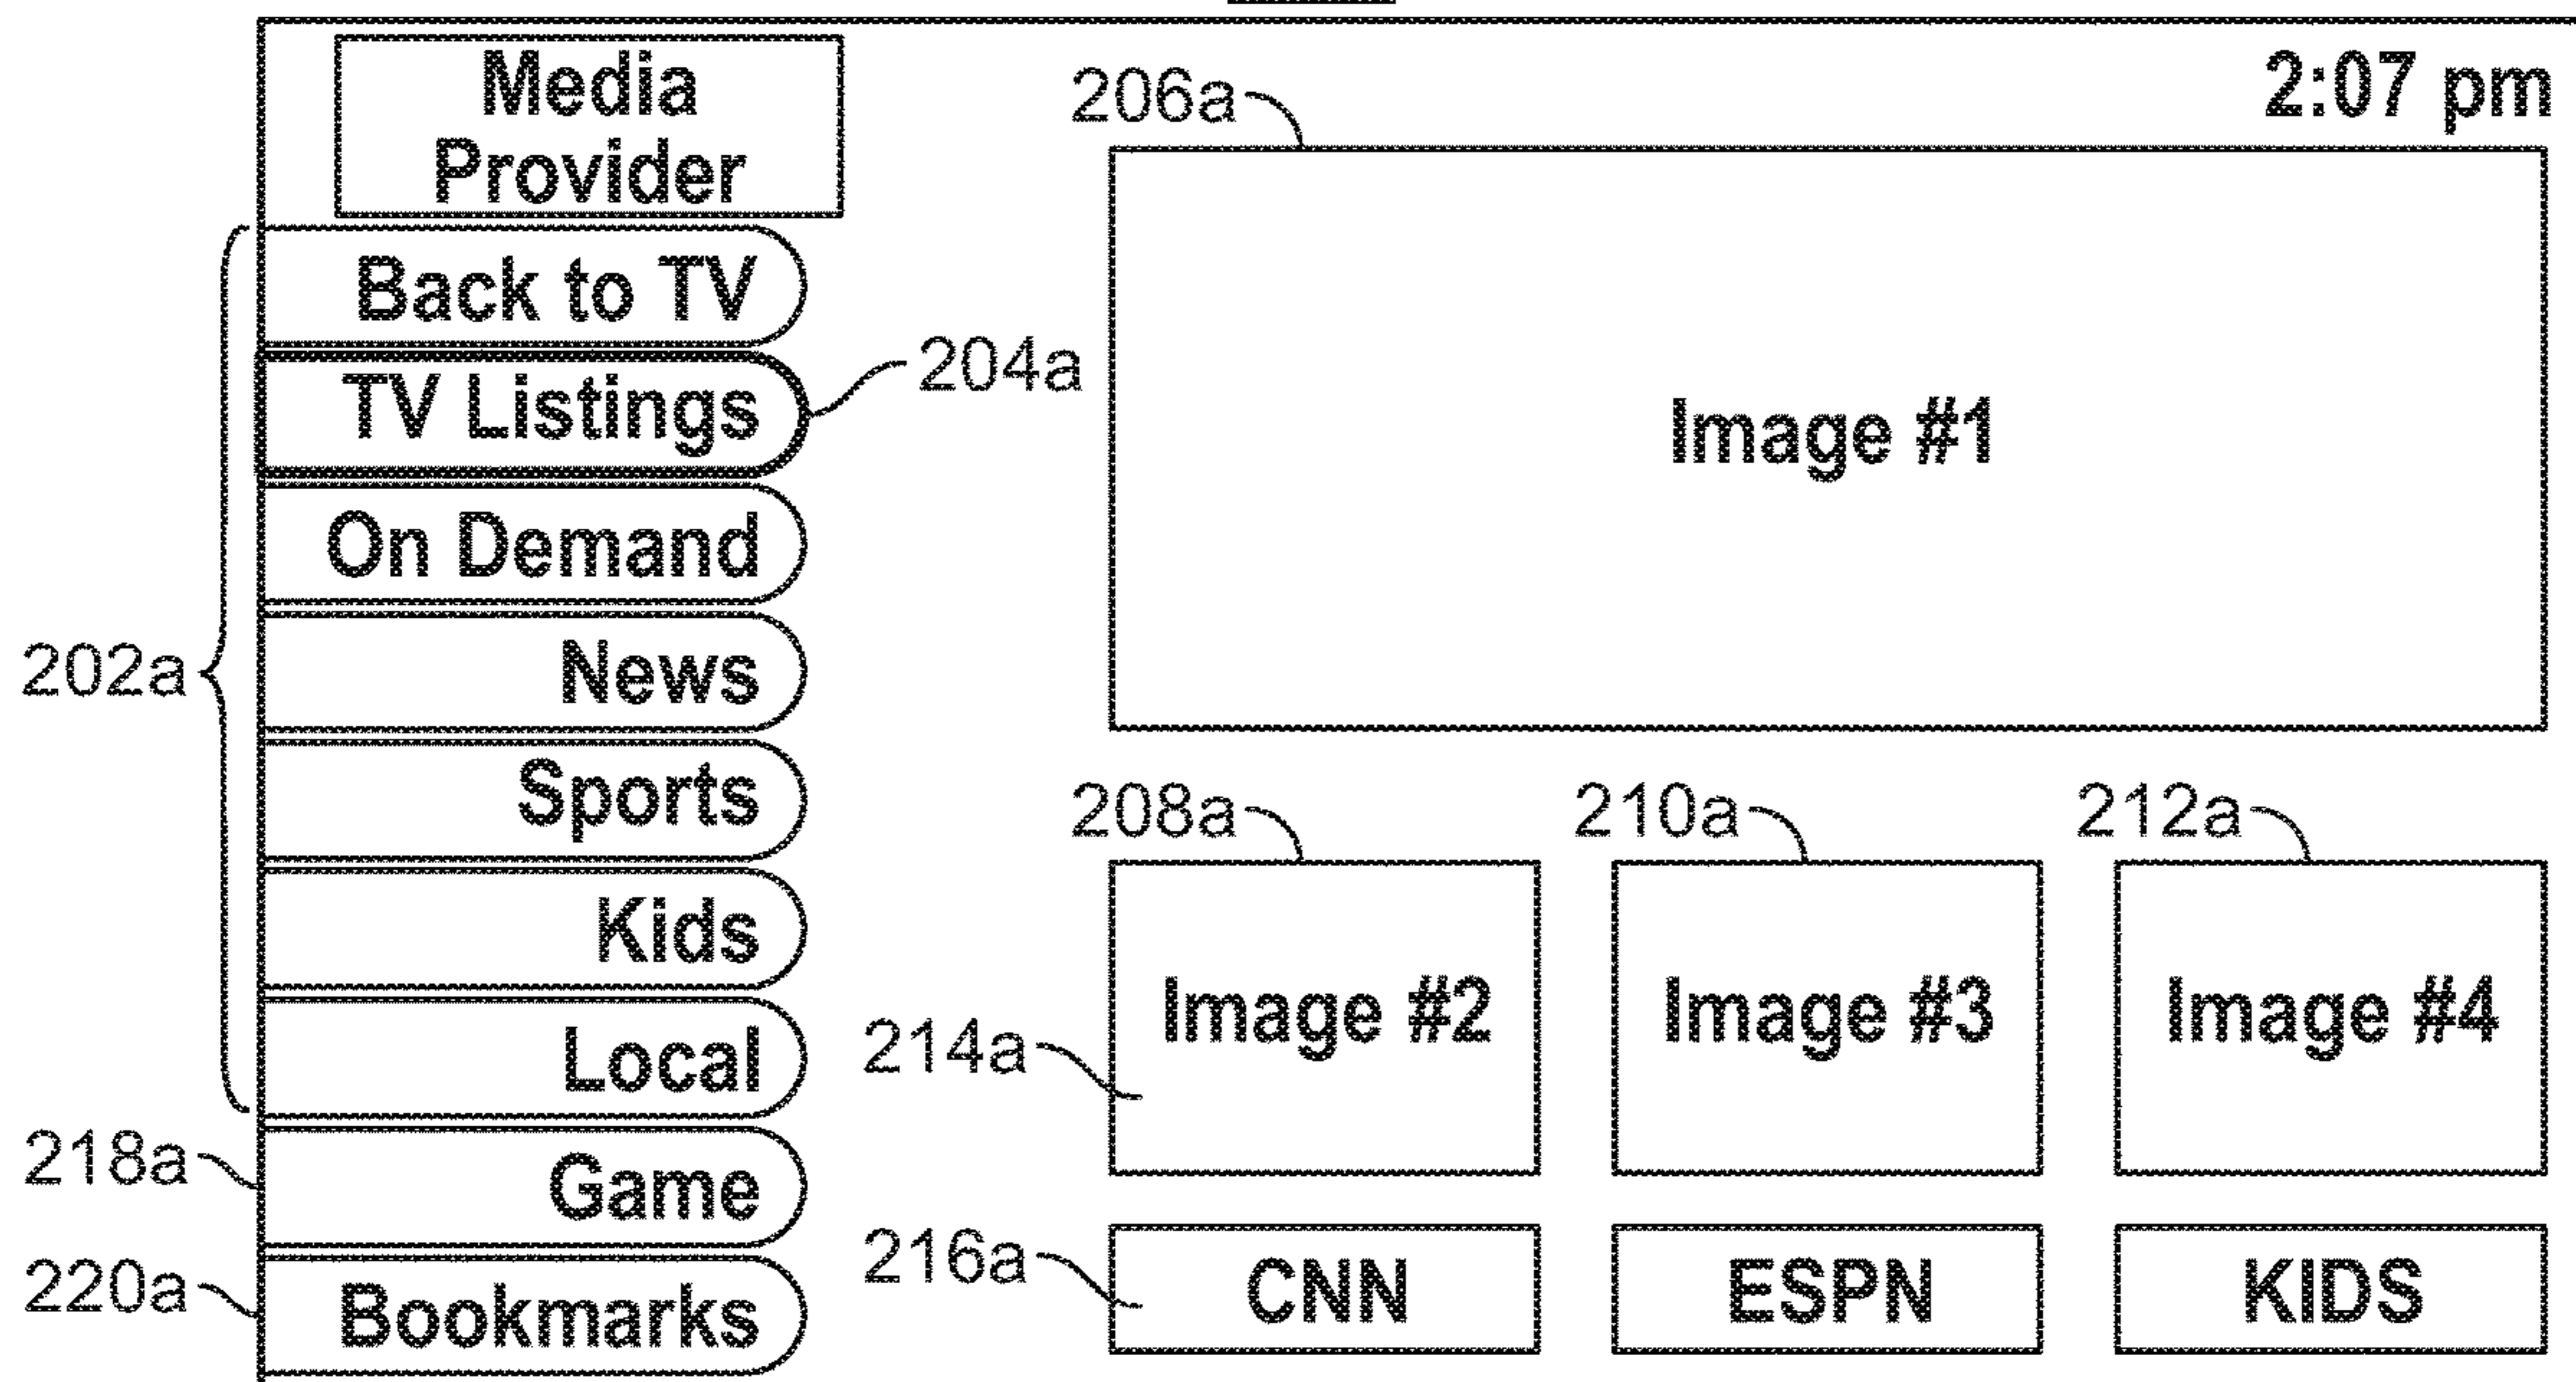 2:07 pm
Media
Provider
206a
Back to TV
TV Listings
204a
Image #1
On Demand
News
202a
Sports
208a
210a
212a
Kids
Image #2
Image #3
Image #4
Local
214a
218a
Game
216a
CNN
ESPN
KIDS
220a
Bookmarks